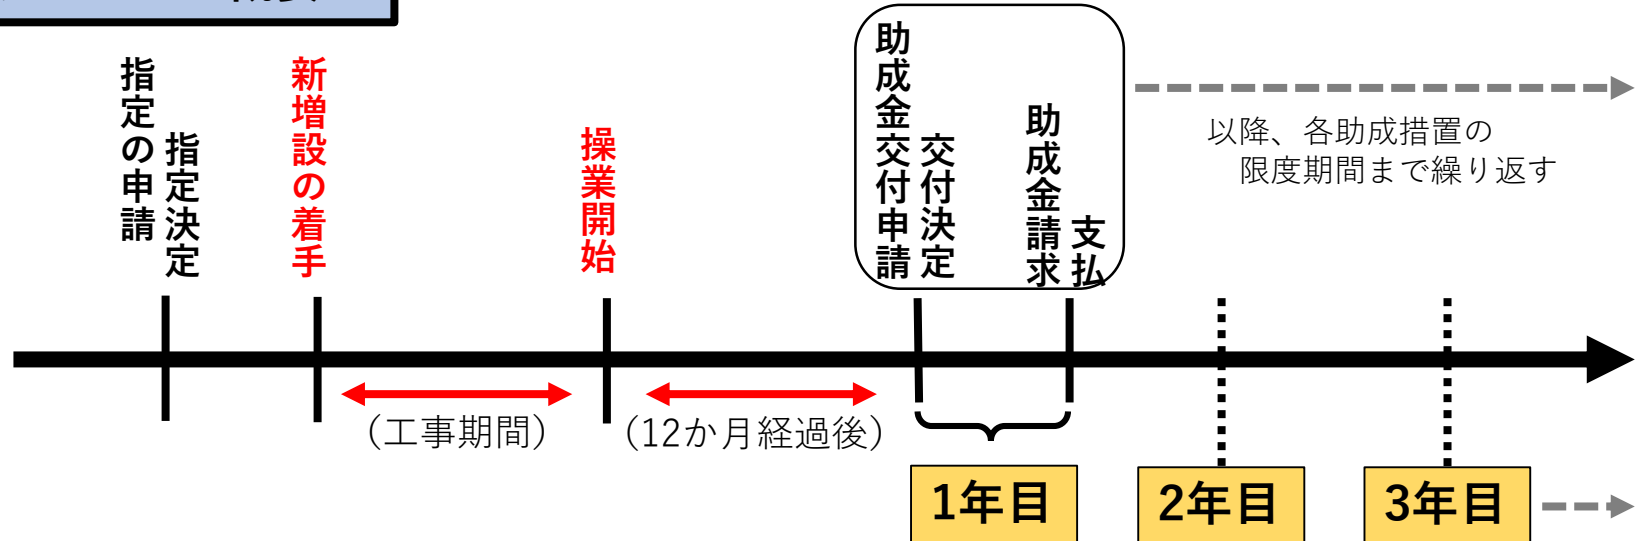 指定の申請
指定決定
新増設の着手
操業開始
助成金交付申請
交付決定
助成金請求
支払
以降、各助成措置の
限度期間まで繰り返す
（工事期間）
（12か月経過後）
1年目
2年目
3年目